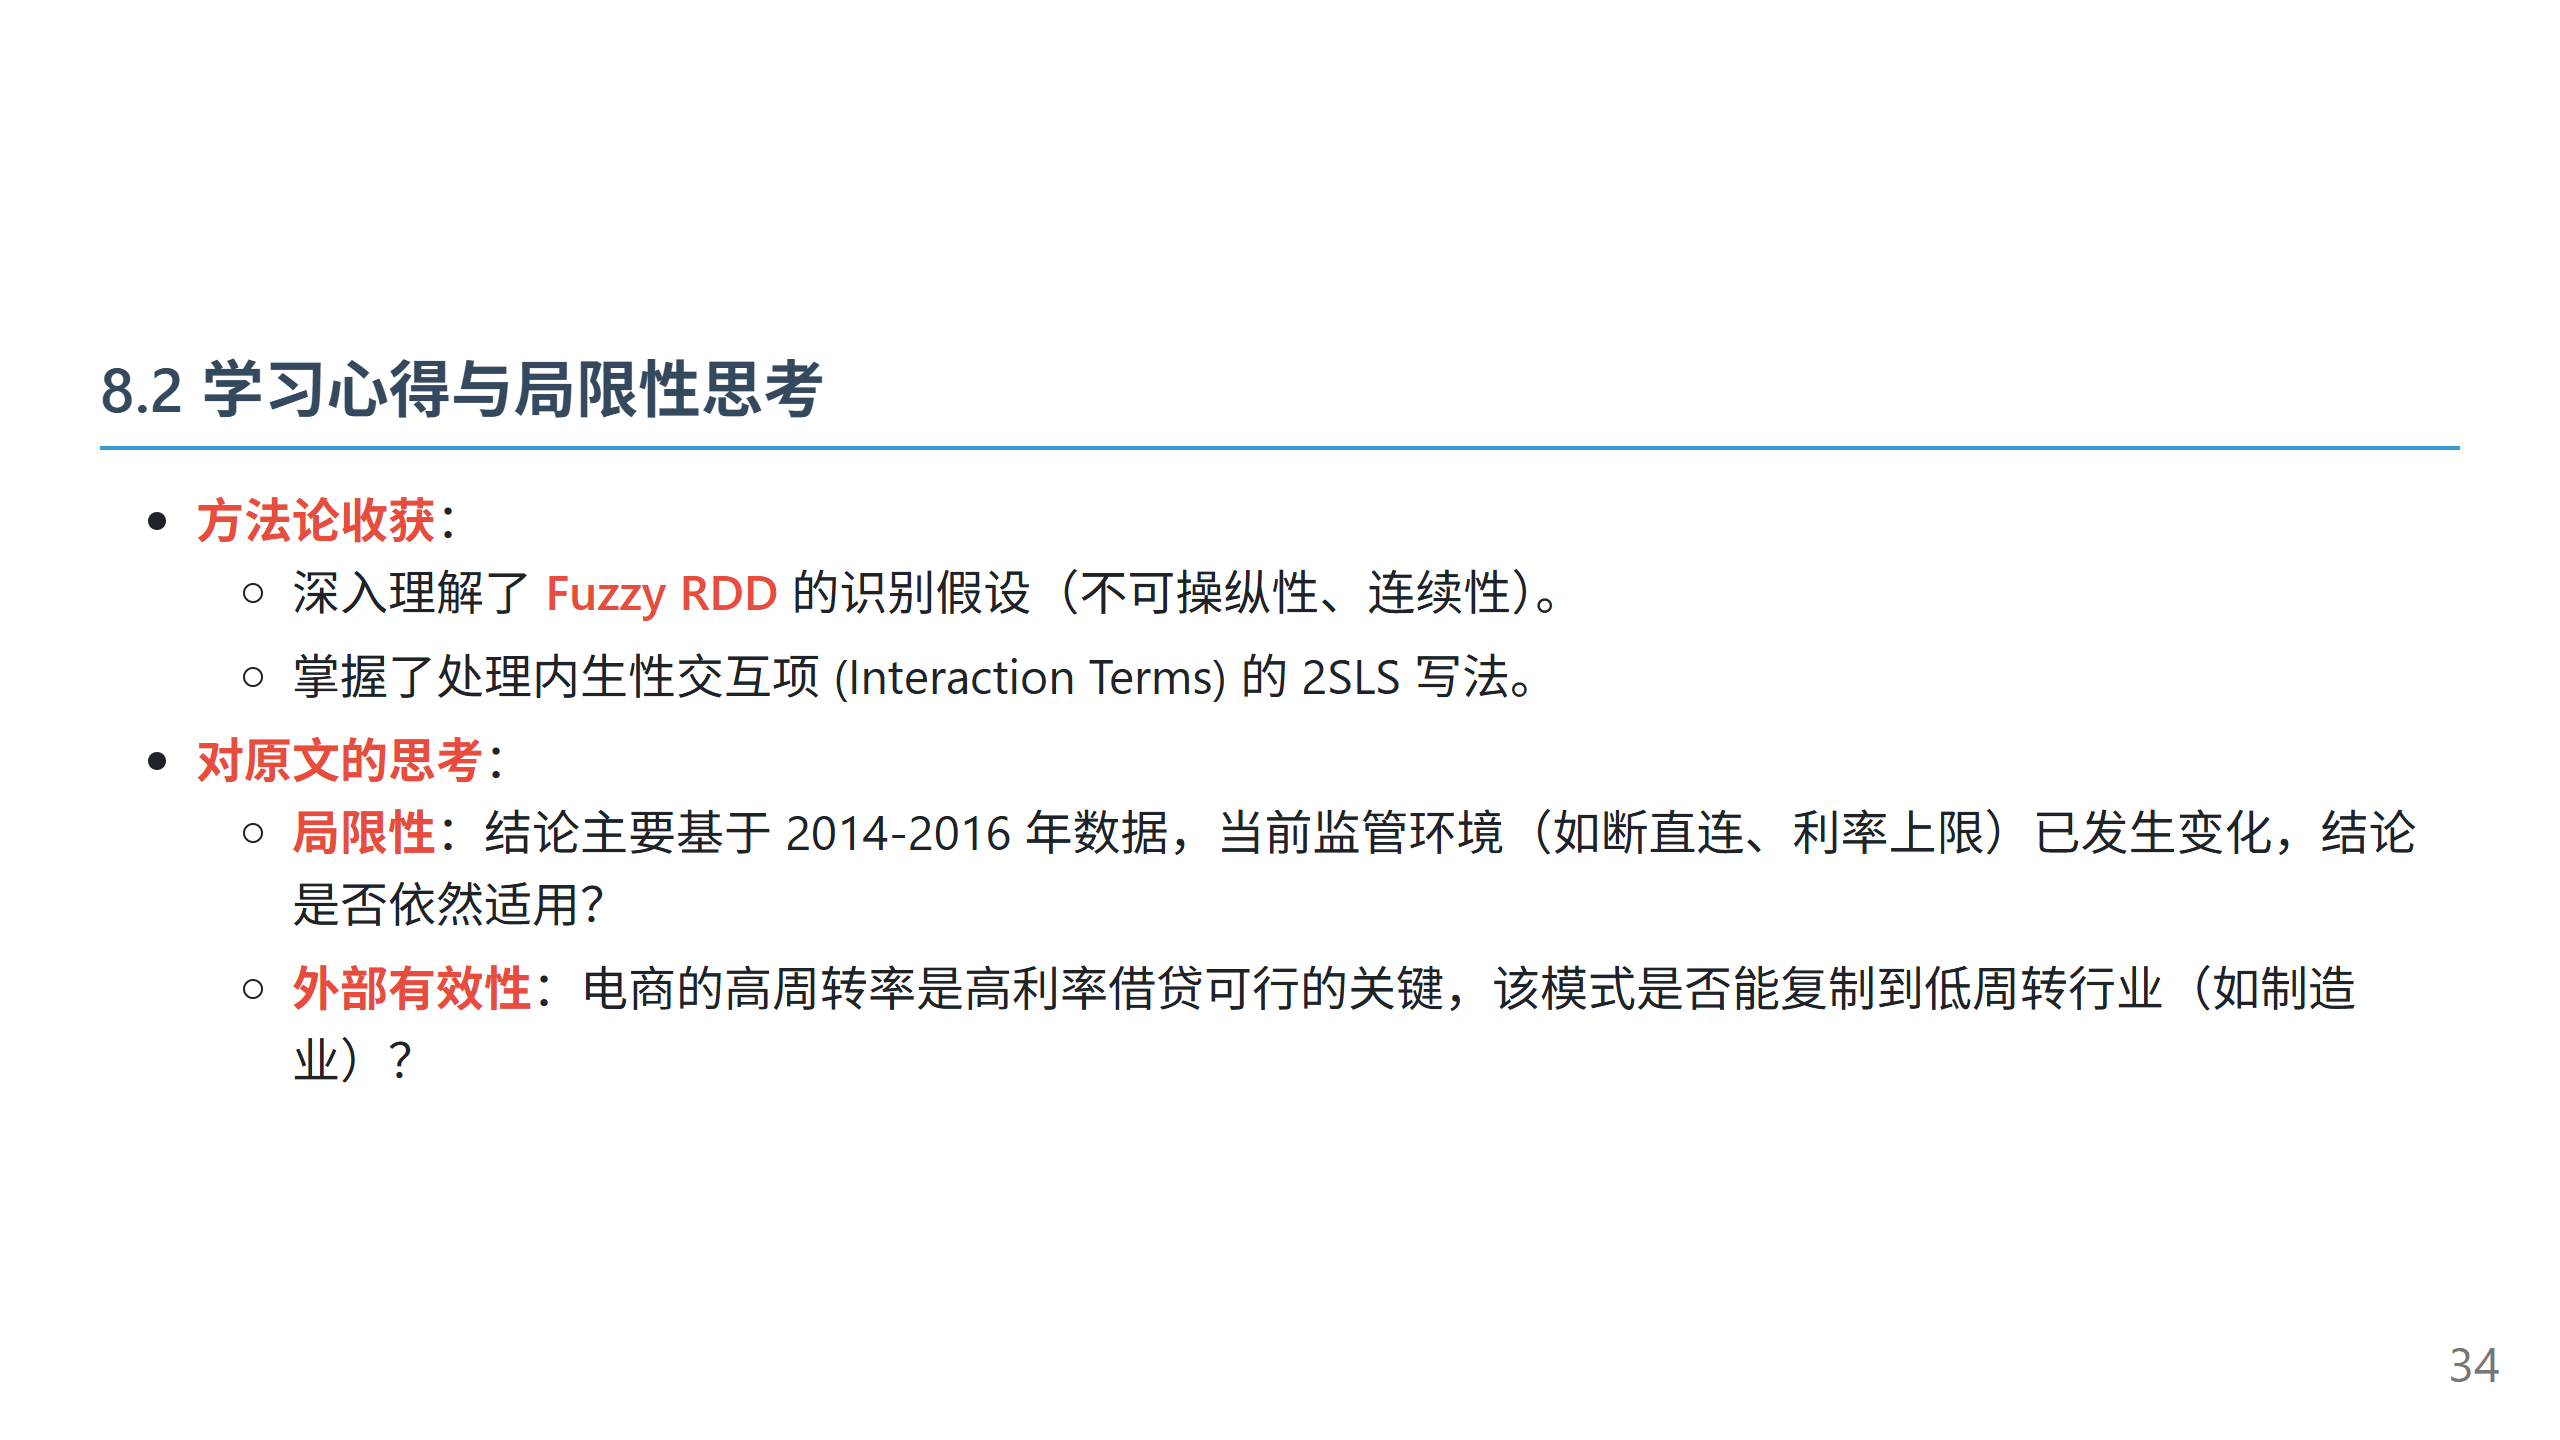 8.2 学习心得与局限性思考
方法论收获：
深入理解了 Fuzzy RDD 的识别假设（不可操纵性、连续性）。
掌握了处理内生性交互项 (Interaction Terms) 的 2SLS 写法。
对原文的思考：
局限性：结论主要基于 2014-2016 年数据，当前监管环境（如断直连、利率上限）已发生变化，结论
是否依然适用？
外部有效性：电商的高周转率是高利率借贷可行的关键，该模式是否能复制到低周转行业（如制造
业）？
34